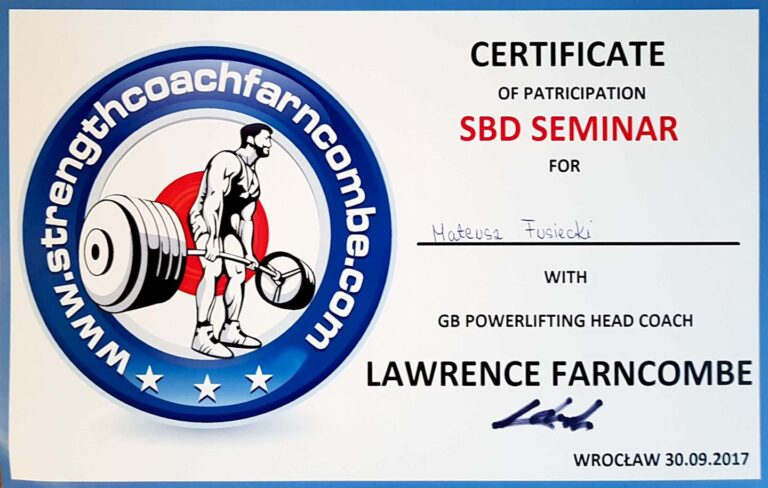 www.strengthcoachfarncombe.com
CERTIFICATE
OF PATRICIPATION
SBD SEMINAR
FOR
Mateusz Fusiecki
WITH
GB POWERLIFTING HEAD COACH
LAWRENCE FARNCOMBE
WROCŁAW 30.09.2017